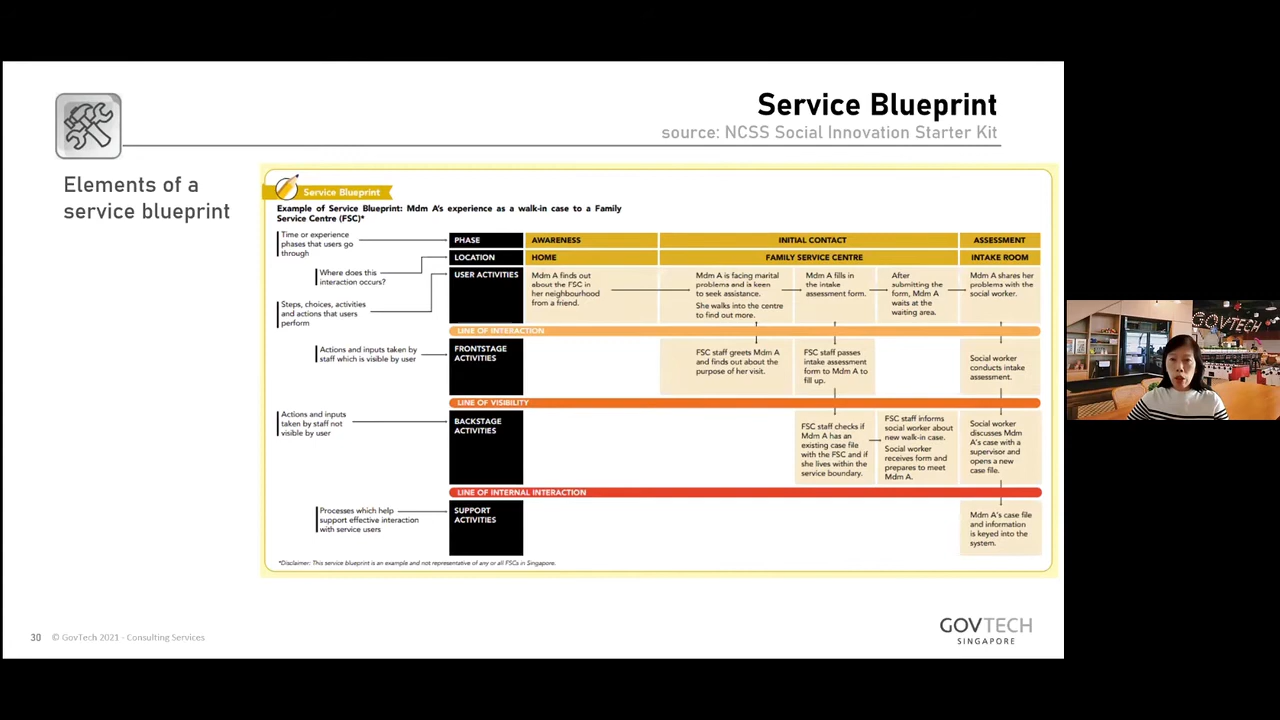 Service Blueprint
source: NCSS Social Innovation Starter Kit
Elements of a
service blueprint
Service Blueprint
Example of Service Blueprint: Mdm A's experience as a walk-in case to a Family
Service Centre (FSC)*
Time or experience
phases that users go
through
Where does this
interaction occurs?
Steps, choices, activities
and actions that users
perform
Actions and inputs taken by
staff which is visible by user
Actions and inputs
taken by staff not
visible by user
Processes which help
support effective interaction
with service users
PHASE
AWARENESS
INITIAL CONTACT
ASSESSMENT
LOCATION
HOME
FAMILY SERVICE CENTRE
INTAKE ROOM
USER ACTIVITIES
Mdm A finds out
about the FSC in
her neighbourhood
from a friend.
Mdm A is facing marital
problems and is keen
to seek assistance.
She walks into the centre
to find out more.
Mdm A fills in
the intake
assessment form.
After
submitting the
form, Mdm A
waits at the
waiting area.
Mdm A shares her
problems with the
social worker.
LINE OF INTERACTION
FRONTSTAGE
ACTIVITIES
FSC staff greets Mdm A
and finds out about the
purpose of her visit.
FSC staff passes
intake assessment
form to Mdm A to
fill up.
Social worker
conducts intake
assessment.
LINE OF VISIBILITY
BACKSTAGE
ACTIVITIES
FSC staff checks if
Mdm A has an
existing case file
with the FSC and if
she lives within the
service boundary.
FSC staff informs
social worker about
new walk-in case.
Social worker
receives form and
prepares to meet
Mdm A.
Social worker
discusses Mdm
A's case with a
supervisor and
opens a new
case file.
LINE OF INTERNAL INTERACTION
SUPPORT
ACTIVITIES
Mdm A's case file
and information
is keyed into the
system.
*Disclaimer: This service blueprint is an example and not representative of any or all FSCs in Singapore.
30 © GovTech 2021 - Consulting Services
GOVTECH
SINGAPORE
GOVTECH